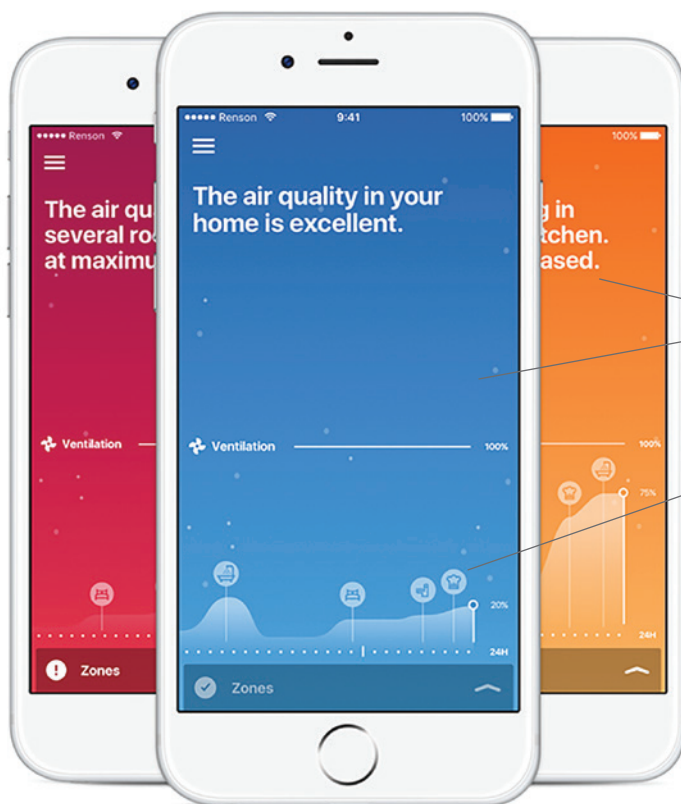 Renson
The air qu
several ro
at maximu
Ventilation
Zones
Renson 9:41 100%
The air quality in your
home is excellent.
Ventilation 100%
20%
24H
Zones
100%
g in
tchen.
ased.
100%
75%
24H